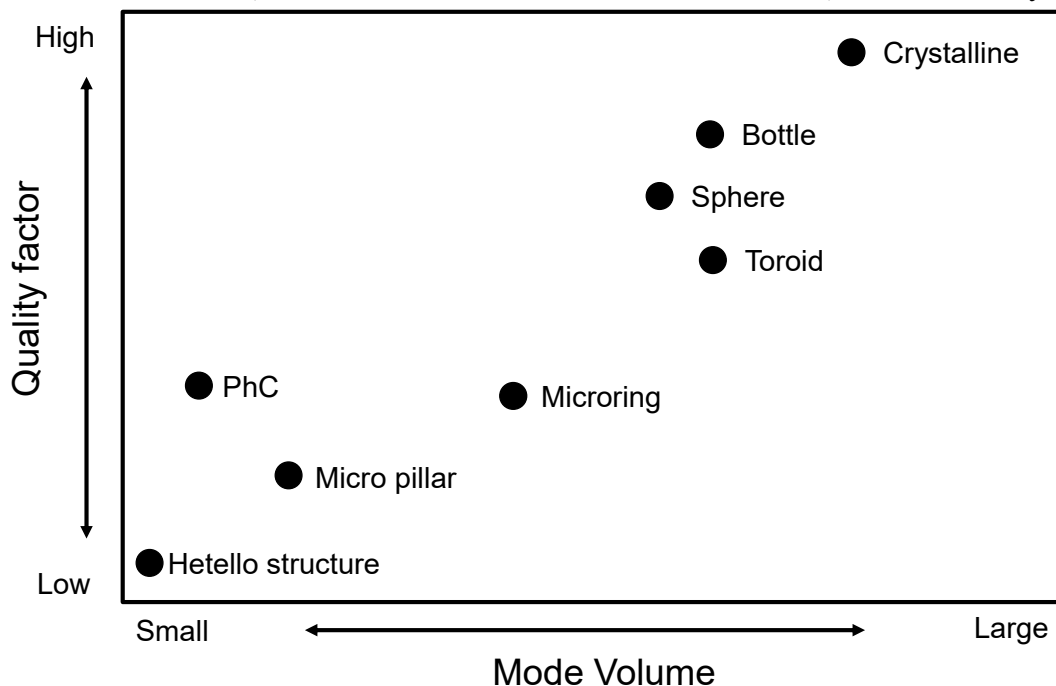 High
Crystalline
Bottle
Sphere
Toroid
Quality factor
PhC
Microring
Micro pillar
Hetello structure
Low
Small
Large
Mode Volume